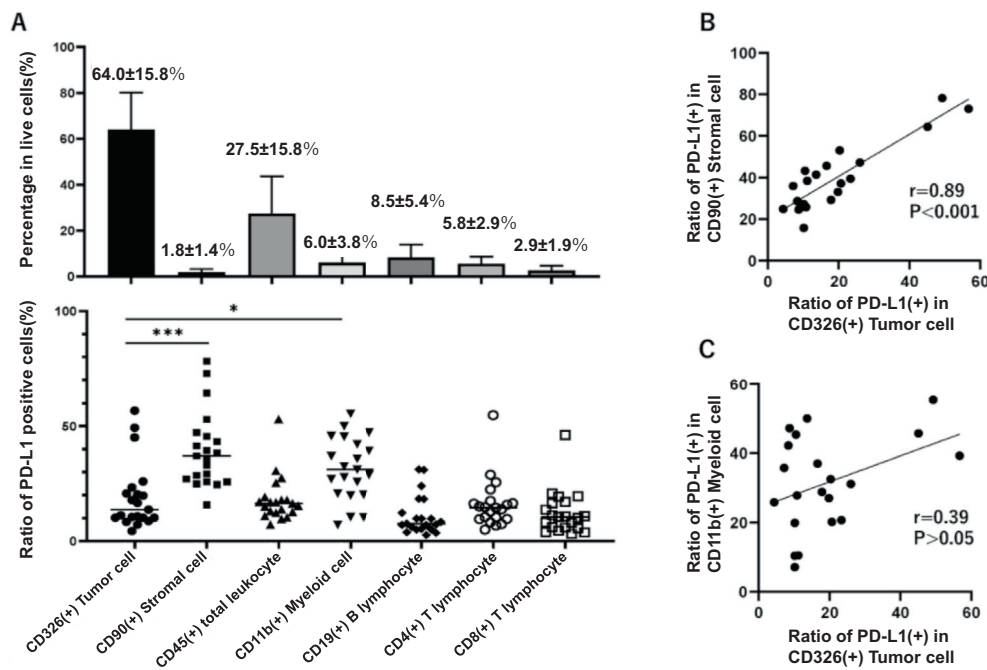 A
Percentage in live cells(%)
100
80
60
40
20
0
64.0±15.8%
1.8±1.4%
27.5±15.8%
6.0±3.8%
8.5±5.4%
5.8±2.9%
2.9±1.9%
Ratio of PD-L1 positive cells(%)
100
50
0
***
*
CD326(+) Tumor cell
CD90(+) Stromal cell
CD45(+) total leukocyte
CD11b(+) Myeloid cell
CD19(+) B lymphocyte
CD4(+) T lymphocyte
CD8(+) T lymphocyte
B
Ratio of PD-L1(+) in
CD90(+) Stromal cell
100
80
60
40
20
0
r=0.89
P<0.001
0 20 40 60
Ratio of PD-L1(+) in
CD326(+) Tumor cell
C
Ratio of PD-L1(+) in
CD11b(+) Myeloid cell
60
40
20
0
r=0.39
P>0.05
0 20 40 60
Ratio of PD-L1(+) in
CD326(+) Tumor cell